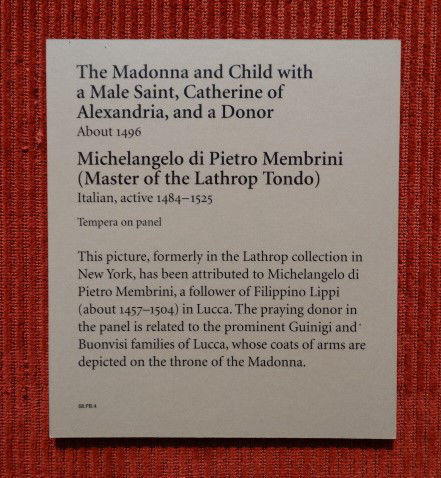 The Madonna and Child with
a Male Saint, Catherine of
Alexandria, and a Donor
About 1496
Michelangelo di Pietro Membrini
(Master of the Lathrop Tondo)
Italian, active 1484–1525
Tempera on panel
This picture, formerly in the Lathrop collection in
New York, has been attributed to Michelangelo di
Pietro Membrini, a follower of Filippino Lippi
(about 1457–1504) in Lucca. The praying donor in
the panel is related to the prominent Guinigi and
Buonvisi families of Lucca, whose coats of arms are
depicted on the throne of the Madonna.